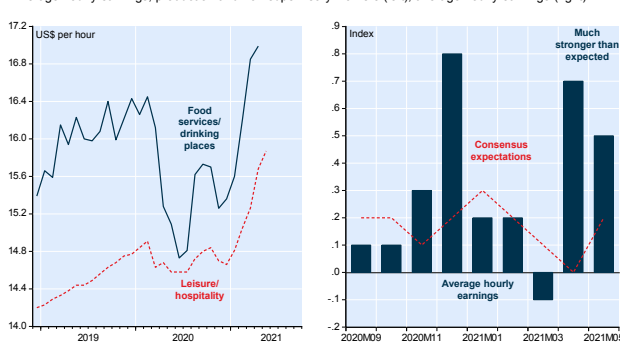 17.2
16.8
16.4
16.0
15.6
15.2
14.8
14.4
14.0
US$ per hour
Food
services/
drinking
places
Leisure/
hospitality
2019
2020
2021
.9
.8
.7
.6
.5
.4
.3
.2
.1
.0
-.1
-.2
Index
Much
stronger than
expected
Consensus
expectations
Average hourly
earnings
2020M09
2020M11
2021M01
2021M03
2021M05